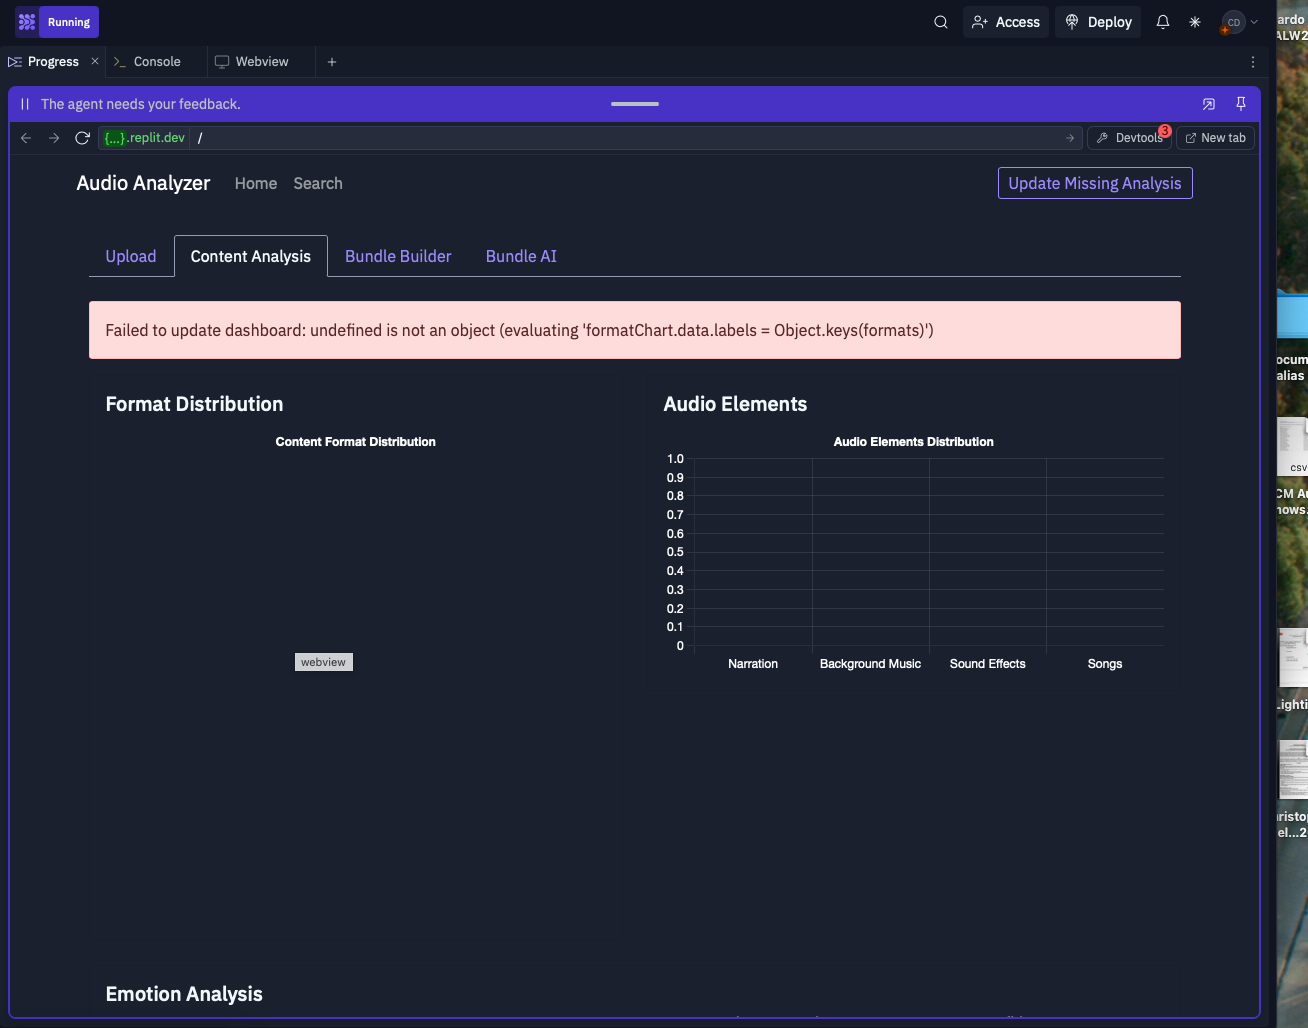 Running
Access
Deploy
CD
Progress
Console
Webview
The agent needs your feedback.
{...}.replit.dev
/
Devtools
3
New tab
Audio Analyzer
Home
Search
Update Missing Analysis
Upload
Content Analysis
Bundle Builder
Bundle AI
Failed to update dashboard: undefined is not an object (evaluating 'formatChart.data.labels = Object.keys(formats)')
Format Distribution
Content Format Distribution
webview
Audio Elements
Audio Elements Distribution
1.0
0.9
0.8
0.7
0.6
0.5
0.4
0.3
0.2
0.1
0
Narration
Background Music
Sound Effects
Songs
Emotion Analysis
ardo
ALW2
ocum
alias
csv
CM Au
nows.
Lighti
risto
el...2